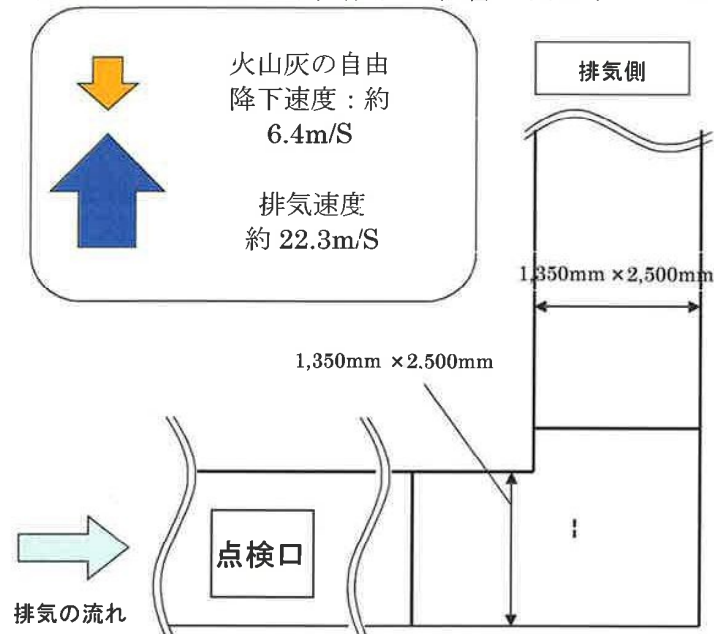 火山灰の自由
降下速度：約
6.4m/S
排気速度
約 22.3m/S
排気側
1,350mm ×2,500mm
1,350mm ×2,500mm
点検口
排気の流れ